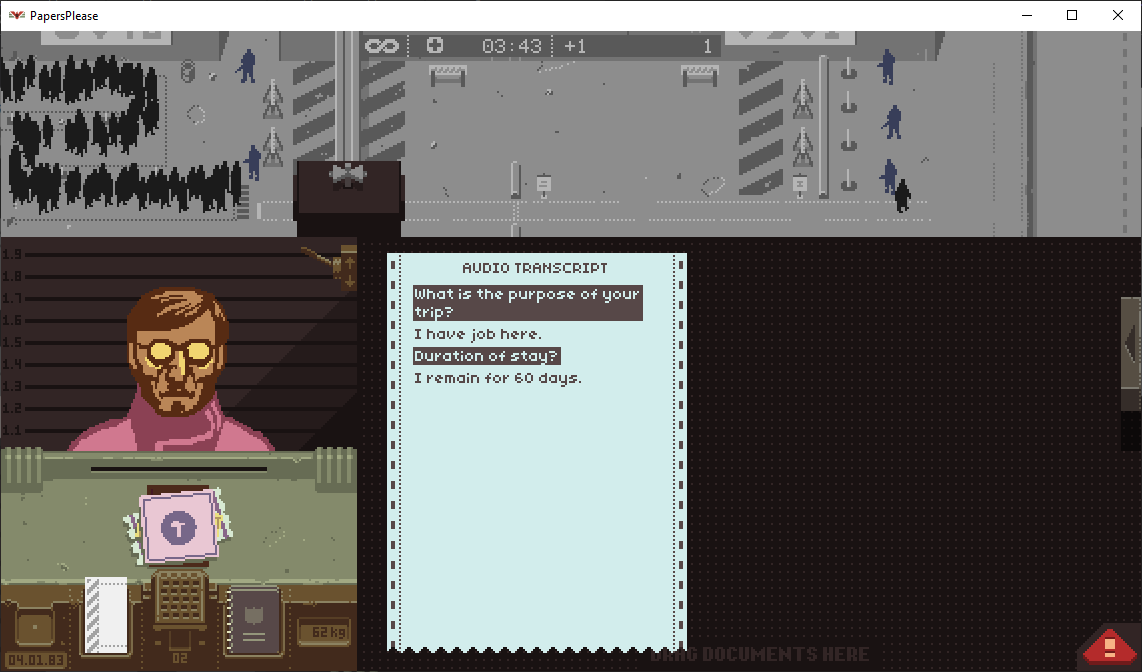 PapersPlease
03:43 +1 1
1.9
1.8
1.7
1.6
1.5
1.4
1.3
1.2
1.1
AUDIO TRANSCRIPT
What is the purpose of your
trip?
I have job here.
Duration of stay?
I remain for 60 days.
T
62kg
04.01.83
02
DRAG DOCUMENTS HERE